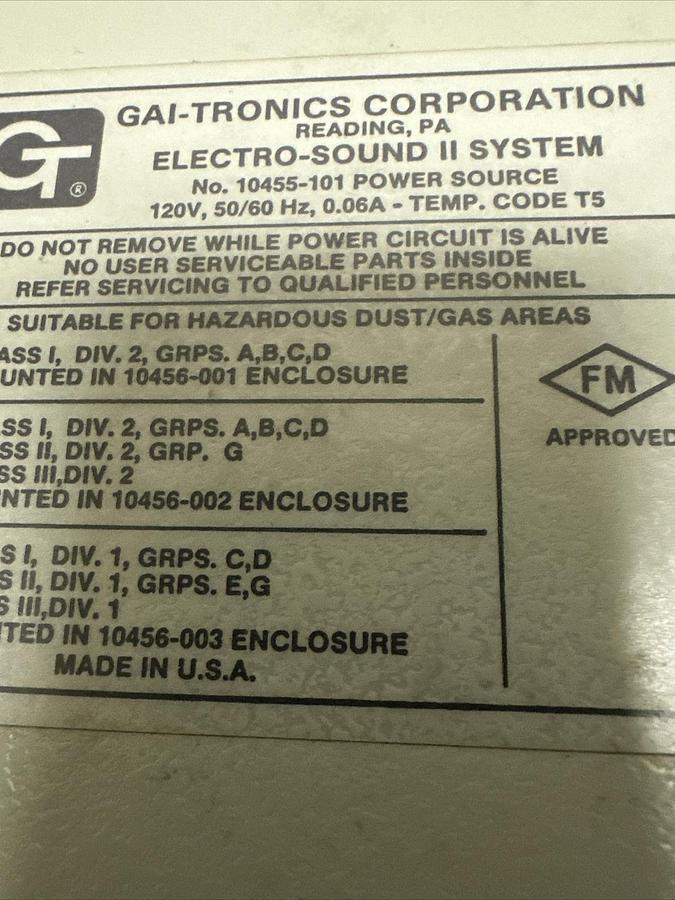 GT®
GAI-TRONICS CORPORATION
READING, PA
ELECTRO-SOUND II SYSTEM
No. 10455-101 POWER SOURCE
120V, 50/60 Hz, 0.06A - TEMP. CODE T5
DO NOT REMOVE WHILE POWER CIRCUIT IS ALIVE
NO USER SERVICEABLE PARTS INSIDE
REFER SERVICING TO QUALIFIED PERSONNEL
SUITABLE FOR HAZARDOUS DUST/GAS AREAS
ASS I, DIV. 2, GRPS. A,B,C,D
UNTED IN 10456-001 ENCLOSURE
FM
APPROVED
SS I, DIV. 2, GRPS. A,B,C,D
SS II, DIV. 2, GRP. G
SS III,DIV. 2
NTED IN 10456-002 ENCLOSURE
S I, DIV. 1, GRPS. C,D
S II, DIV. 1, GRPS. E,G
S III,DIV. 1
TED IN 10456-003 ENCLOSURE
MADE IN U.S.A.